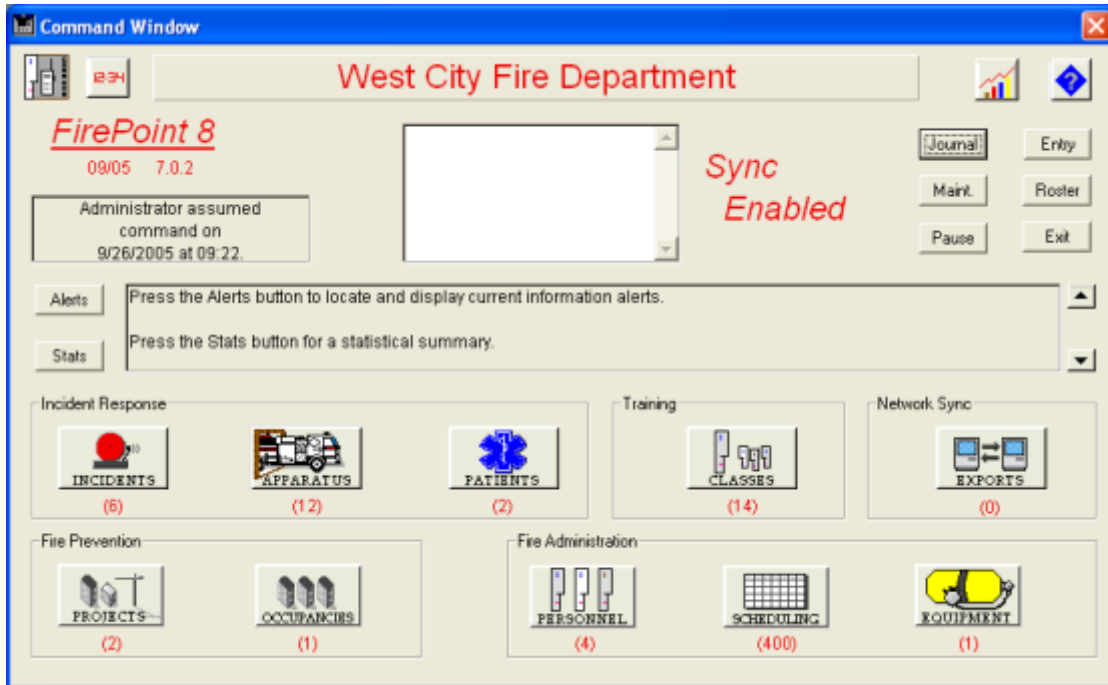 Command Window
12:34
West City Fire Department
FirePoint 8
09/05 7.0.2
Administrator assumed
command on
9/26/2005 at 09:22.
Sync
Enabled
Journal
Entry
Maint.
Roster
Pause
Exit
Alerts
Press the Alerts button to locate and display current information alerts.
Stats
Press the Stats button for a statistical summary.
Incident Response
INCIDENTS
(6)
APPARATUS
(12)
PATIENTS
(2)
Training
CLASSES
(14)
Network Sync
EXPORTS
(0)
Fire Prevention
PROJECTS
(2)
OCCUPANCIES
(1)
Fire Administration
PERSONNEL
(4)
SCHEDULING
(400)
EQUIPMENT
(1)